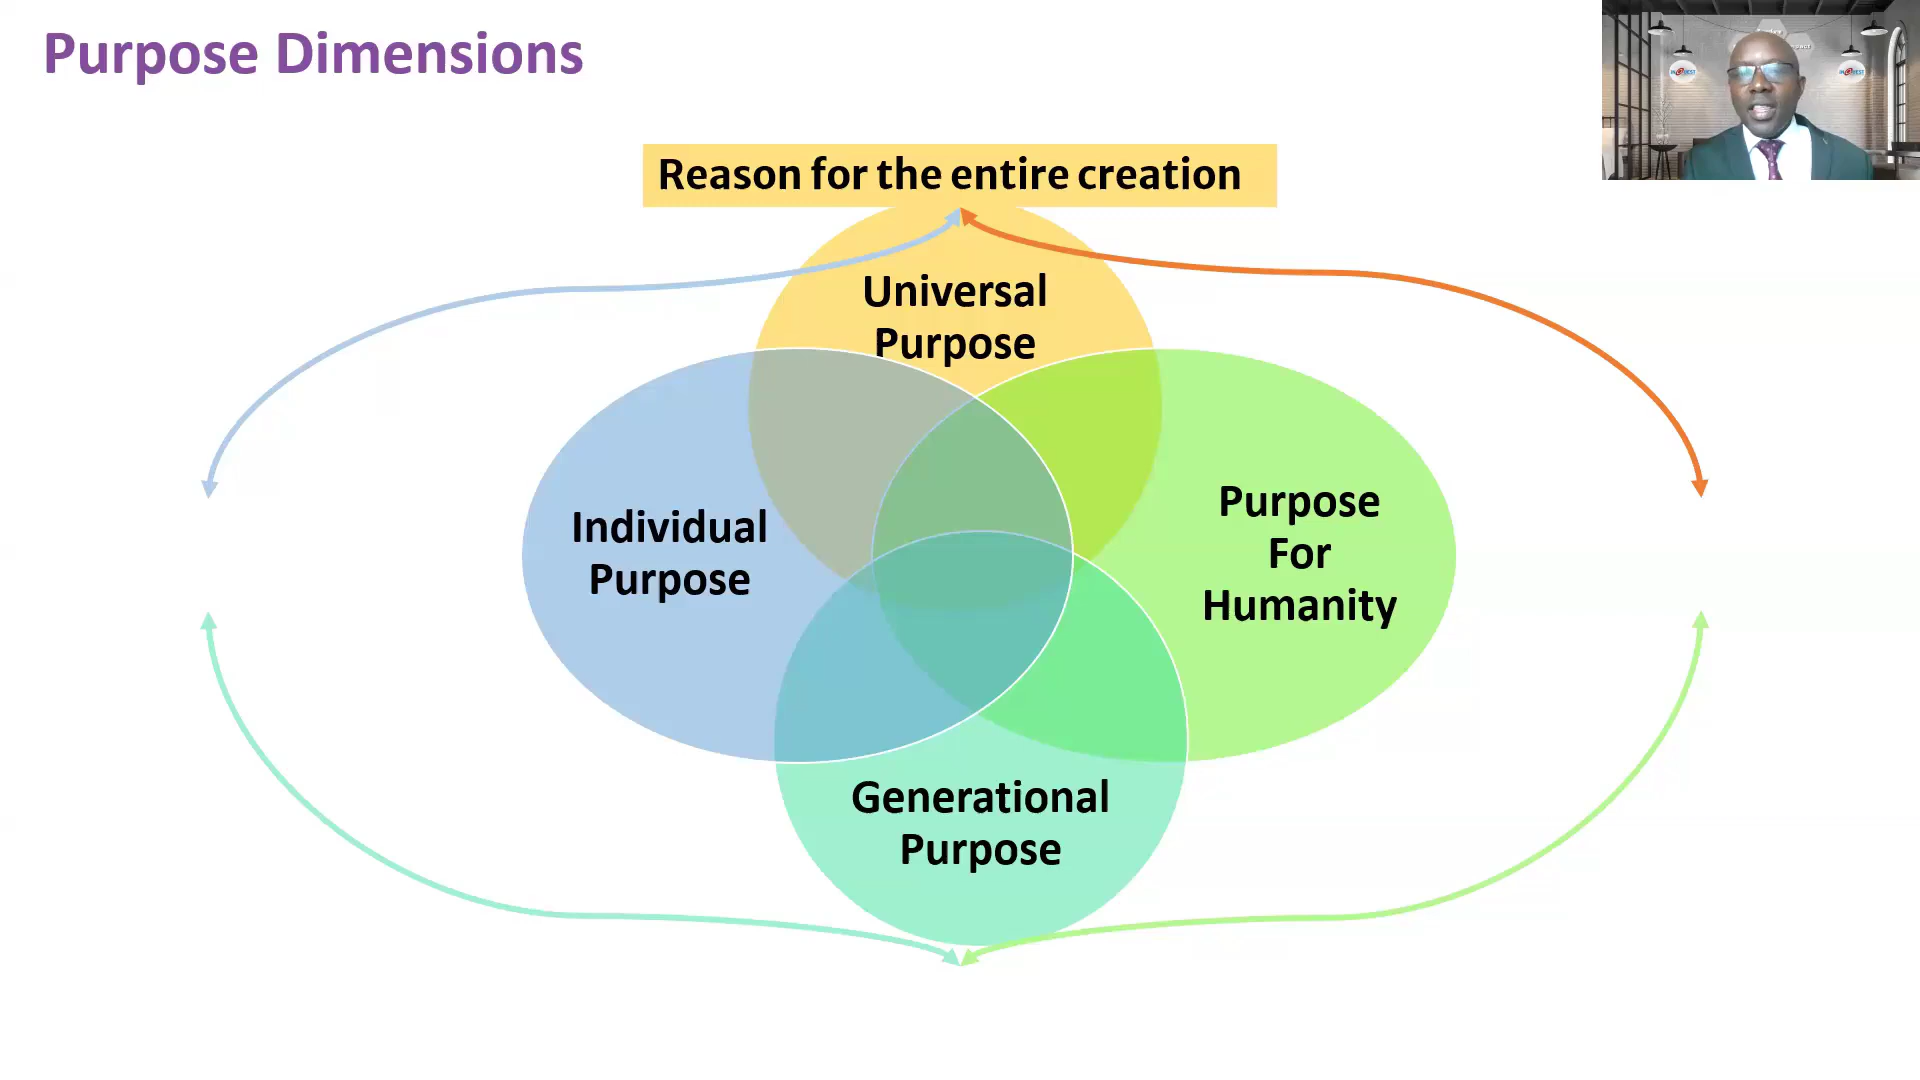 Purpose Dimensions
Reason for the entire creation
Universal
Purpose
Individual
Purpose
Purpose
For
Humanity
Generational
Purpose